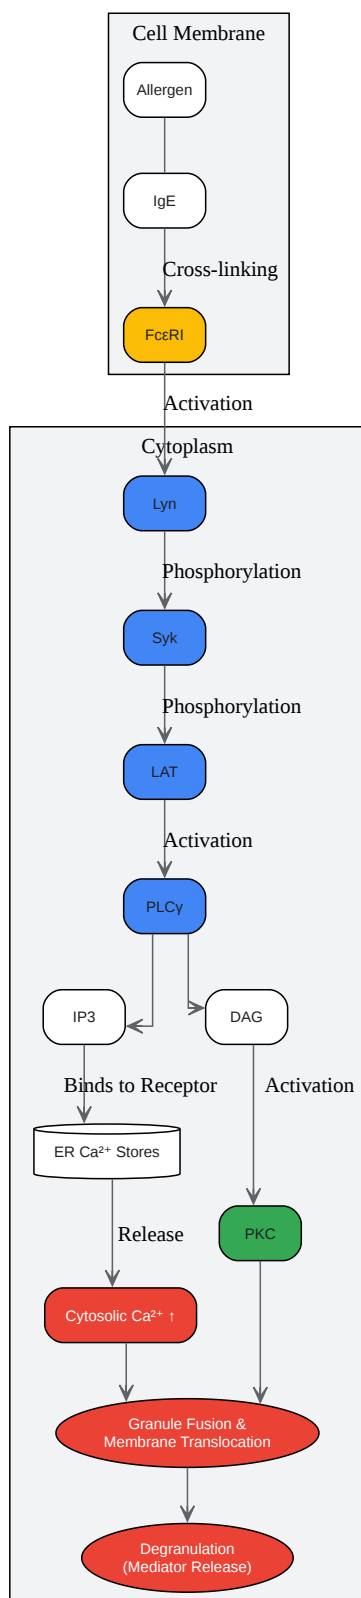 Cell Membrane
Allergen
IgE
Cross-linking
FcεRI
Activation
Cytoplasm
Lyn
Phosphorylation
Syk
Phosphorylation
LAT
Activation
PLCγ
IP3
DAG
Binds to Receptor
Activation
ER Ca²⁺ Stores
Release
PKC
Cytosolic Ca²⁺ ↑
Granule Fusion &
Membrane Translocation
Degranulation
(Mediator Release)